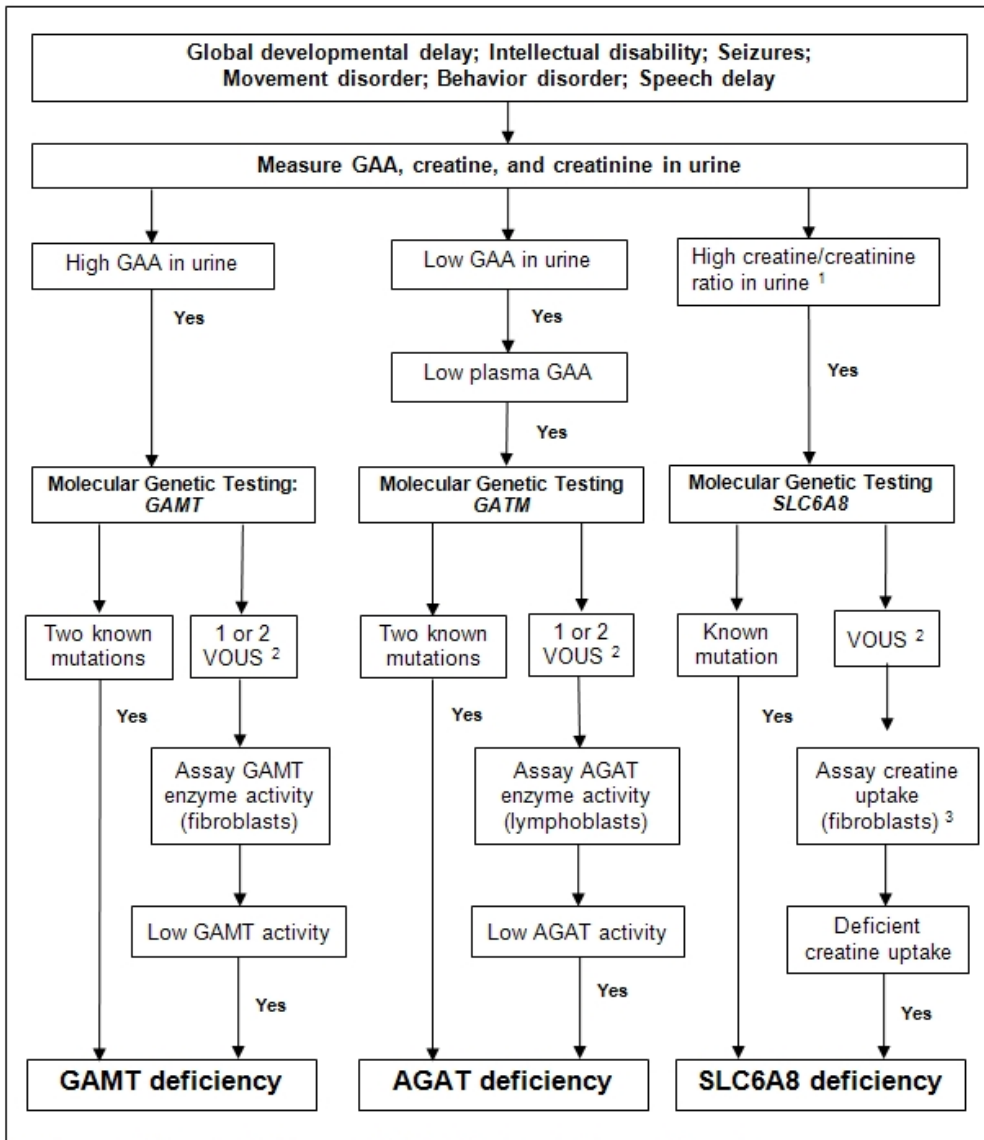 Global developmental delay; Intellectual disability; Seizures;
Movement disorder; Behavior disorder; Speech delay
Measure GAA, creatine, and creatinine in urine
High GAA in urine
Low GAA in urine
High creatine/creatinine
ratio in urine 1
Yes
Yes
Low plasma GAA
Yes
Yes
Molecular Genetic Testing:
GAMT
Molecular Genetic Testing
GATM
Molecular Genetic Testing
SLC6A8
Two known
mutations
1 or 2
VOUS 2
Two known
mutations
1 or 2
VOUS 2
Known
mutation
VOUS 2
Yes
Yes
Yes
Assay GAMT
enzyme activity
(fibroblasts)
Assay AGAT
enzyme activity
(lymphoblasts)
Assay creatine
uptake
(fibroblasts) 3
Low GAMT activity
Low AGAT activity
Deficient
creatine uptake
Yes
Yes
Yes
GAMT deficiency
AGAT deficiency
SLC6A8 deficiency